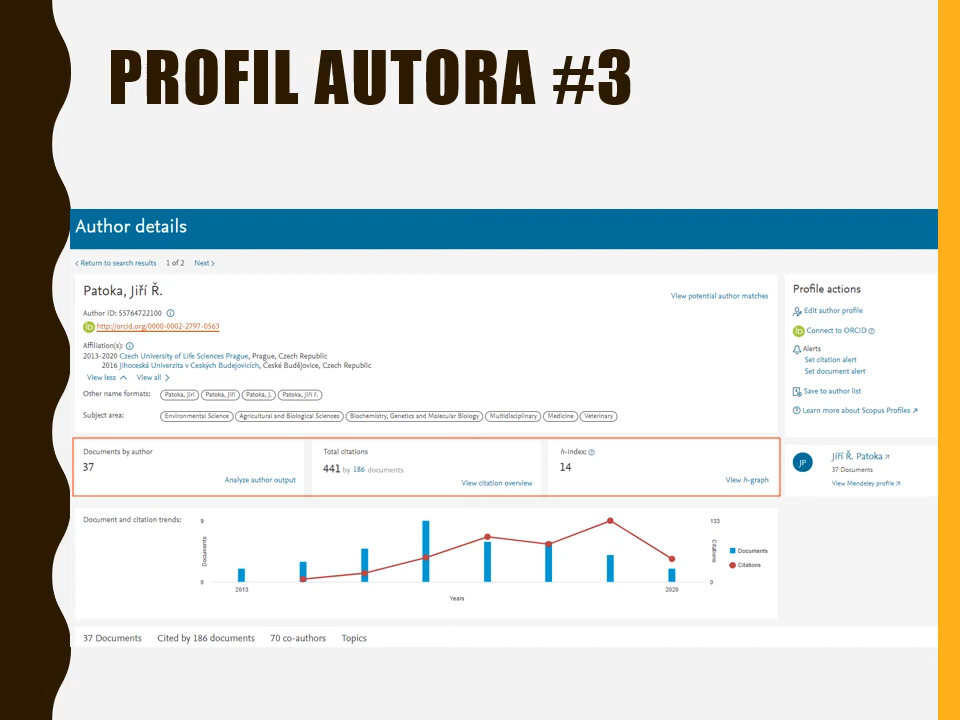 PROFIL AUTORA #3
Author details
Return to search results 1 of 2 Next
Patoka, Jiří Ř.
View potential author matches
Author ID: 55764722100
iD http://orcid.org/0000-0002-2797-0563
Affiliation(s):
2013-2020 Czech University of Life Sciences Prague, Prague, Czech Republic
2016 Jihoceská Univerzita v Ceských Budejovicích, České Budějovice, Czech Republic
View less View all
Other name formats: Patoka, Jiri Patoka, Jiří Patoka, J.
Subject area: Environmental Science Agricultural and Biological Sciences Biochemistry, Genetics and Molecular Biology Multidisciplinary Medicine Veterinary
Profile actions
Edit author profile
iD Connect to ORCID
Alerts
Set citation alert
Set document alert
Save to author list
Learn more about Scopus Profiles
Documents by author
37
Analyze author output
Total citations
441 by 186 documents
View citation overview
h-index:
14
View h-graph
JP
Jiří Ř. Patoka
37 Documents
View Mendeley profile
Document and citation trends:
9
0
Documents
2013
2020
Years
133
0
Citations
Documents
Citations
37 Documents Cited by 186 documents 70 co-authors Topics